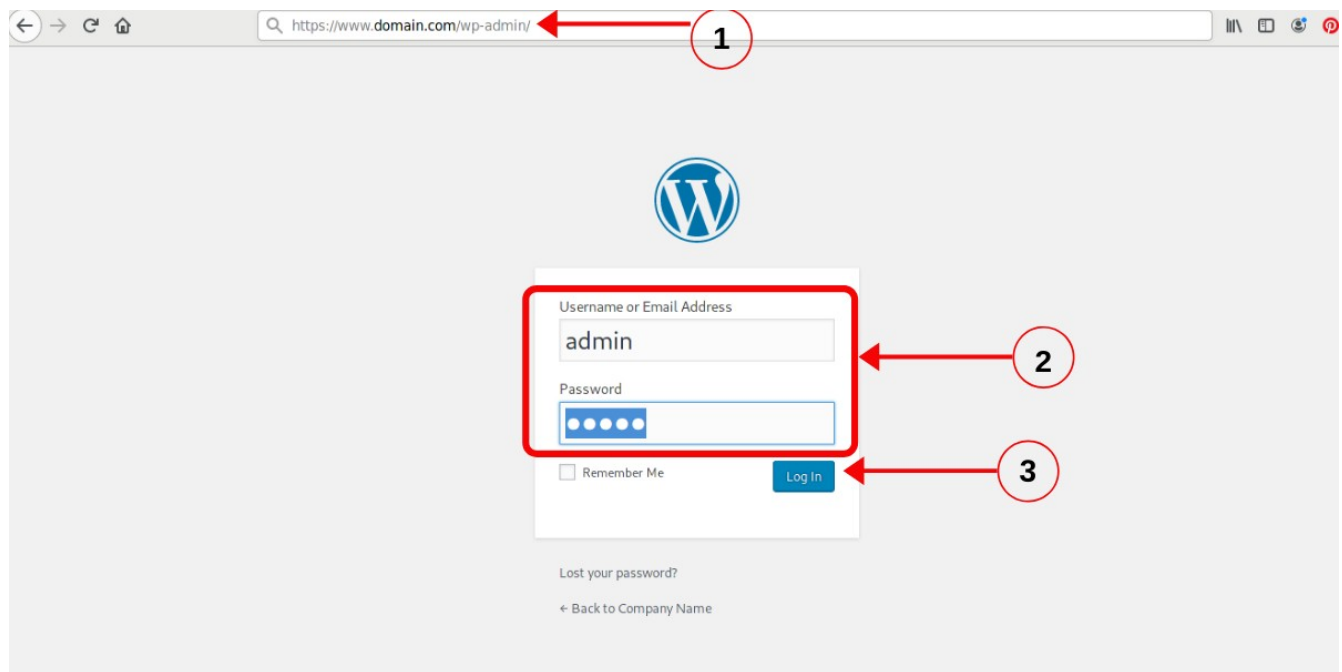 https://www.domain.com/wp-admin/
1
Username or Email Address
admin
2
Password
●●●●●
Remember Me
Log In
3
Lost your password?
← Back to Company Name